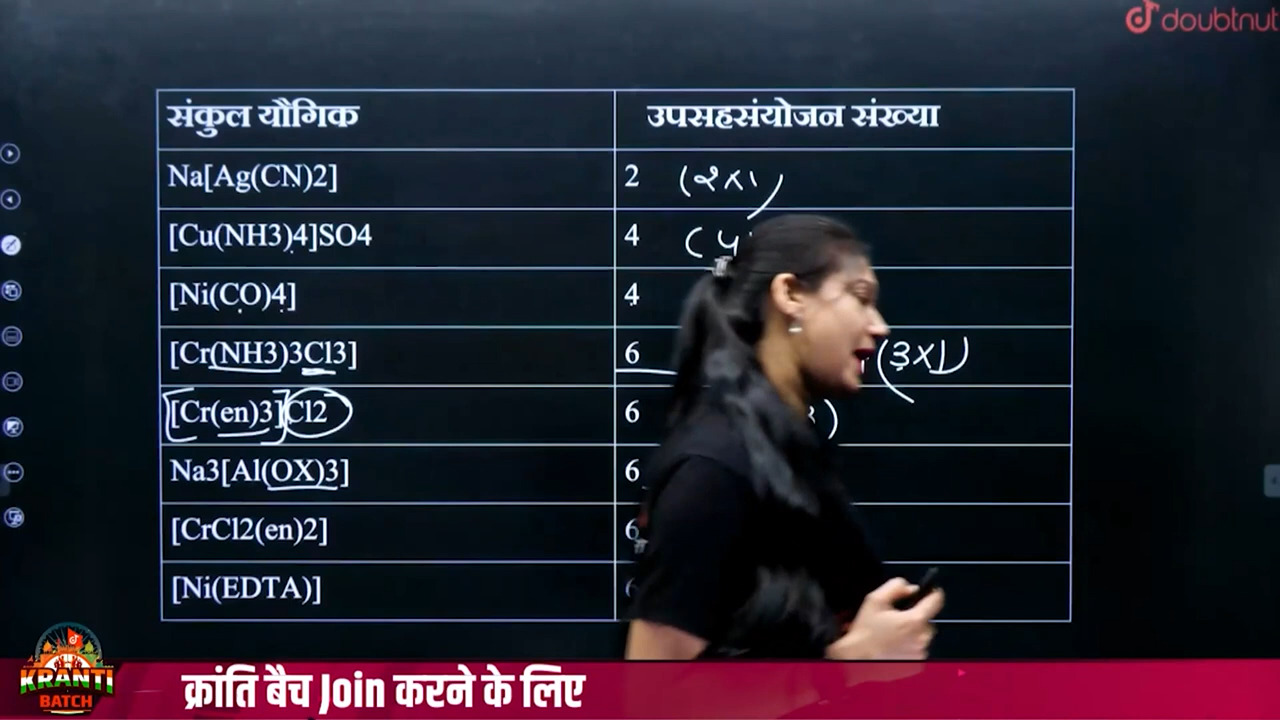 doubtnut
संकुल यौगिक उपसहसंयोजन संख्या
Na[Ag(CN)2] 2 (2×1)
[Cu(NH3)4]SO4 4 (4
[Ni(CO)4] 4
[Cr(NH3)3Cl3] 6 (3×1)
[Cr(en)3]Cl2 6
Na3[Al(OX)3] 6
[CrCl2(en)2] 6
[Ni(EDTA)]
KRANTI
BATCH
क्रांति बैच Join करने के लिए